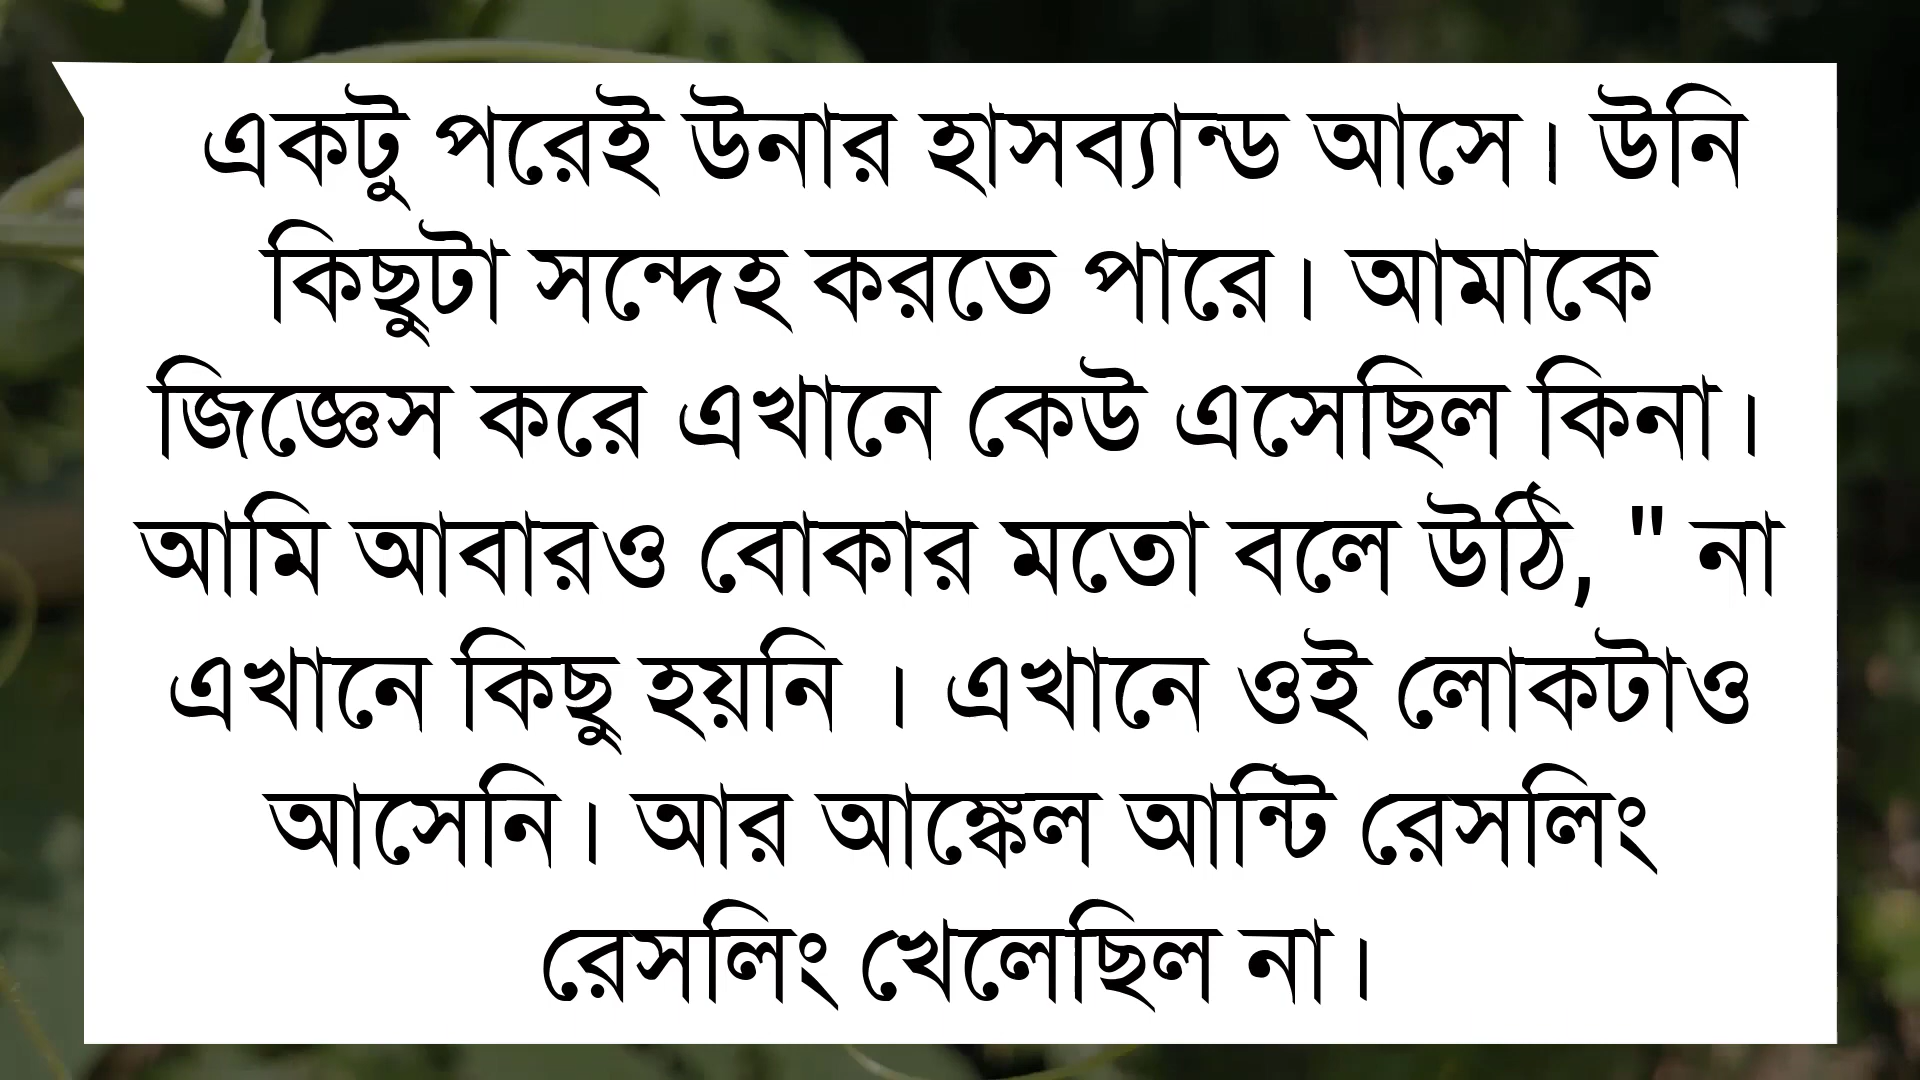 একটু পরেই উনার হাসব্যান্ড আসে। উনি
কিছুটা সন্দেহ করতে পারে। আমাকে
জিজ্ঞেস করে এখানে কেউ এসেছিল কিনা।
আমি আবারও বোকার মতো বলে উঠি, " না
এখানে কিছু হয়নি । এখানে ওই লোকটাও
আসেনি। আর আঙ্কেল আন্টি রেসলিং
রেসলিং খেলেছিল না।